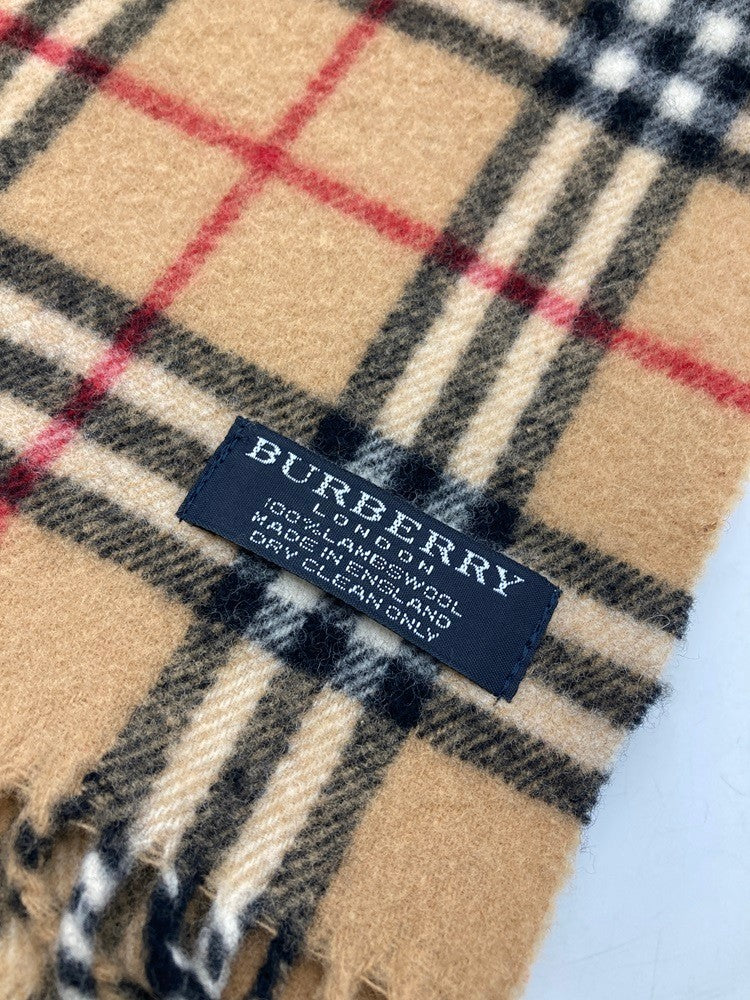 BURBERRY
LONDON
100% LAMBSWOOL
MADE IN ENGLAND
DRY CLEAN ONLY